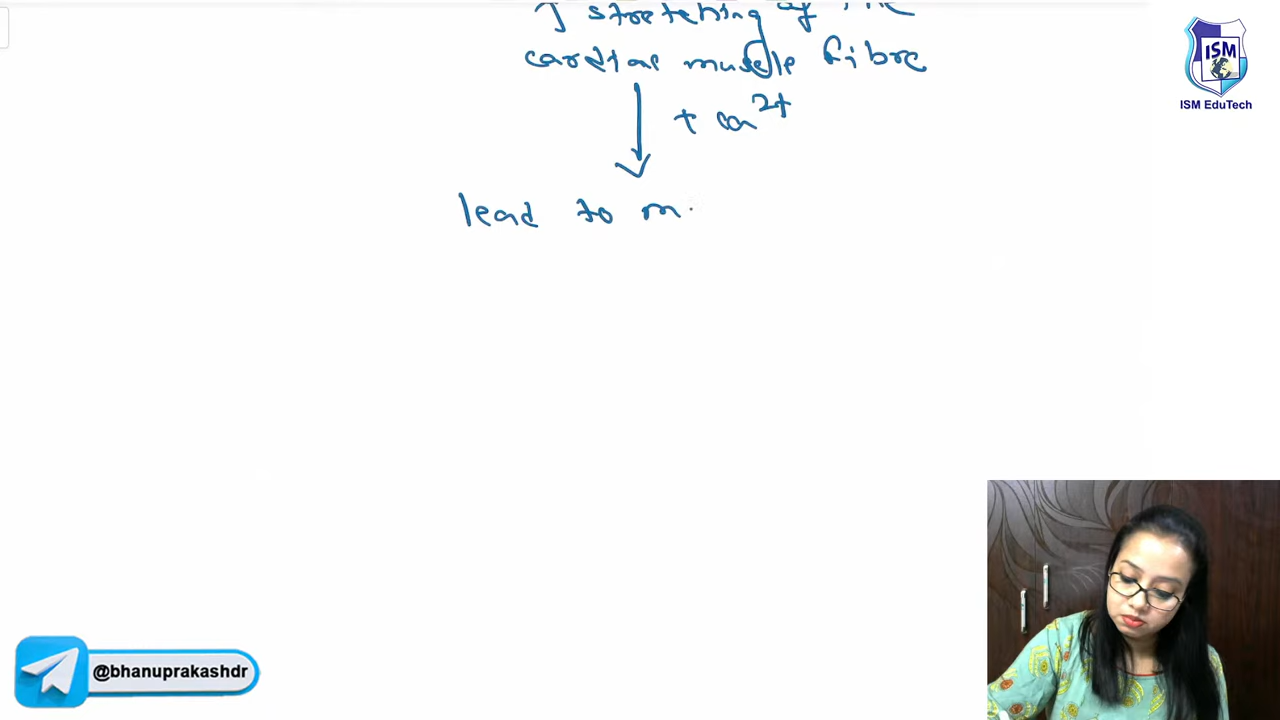 ↑ stretching of the
cardiac muscle fibre
+ ca²⁺
lead to m
ISM
ISM EduTech
@bhanuprakashdr